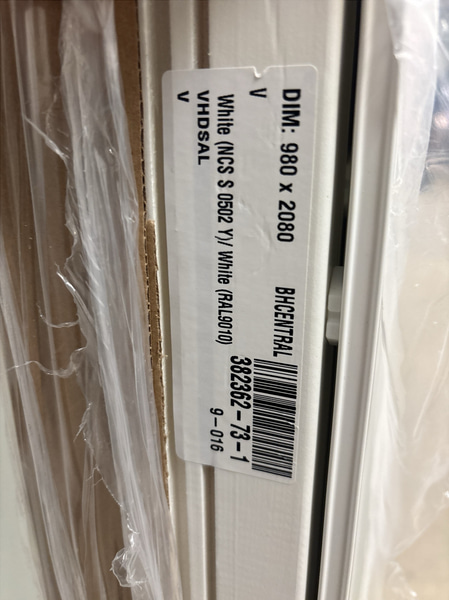 DIM: 980 x 2080 BHCENTRAL
V
White (NCS S 0502 Y)/ White (RAL9010)
VHDSAL
V
382362-73-1
9-016